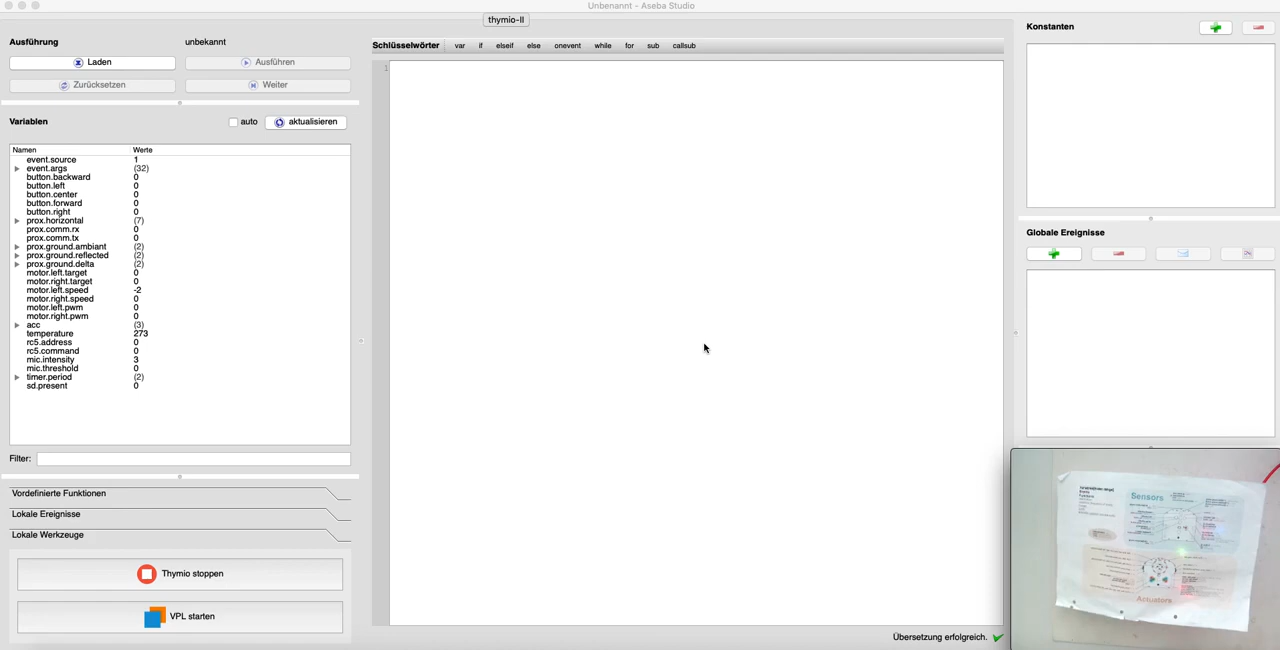 Unbenannt - Aseba Studio
thymio-II
Ausführung
unbekannt
Laden
Ausführen
Zurücksetzen
Weiter
Variablen
auto
aktualisieren
Namen Werte
event.source 1
event.args (32)
button.backward 0
button.left 0
button.center 0
button.forward 0
button.right 0
prox.horizontal (7)
prox.comm.rx 0
prox.comm.tx 0
prox.ground.ambiant (2)
prox.ground.reflected (2)
prox.ground.delta (2)
motor.left.target 0
motor.right.target 0
motor.left.speed -2
motor.right.speed 0
motor.left.pwm 0
motor.right.pwm 0
acc (3)
temperature 273
rc5.address 0
rc5.command 0
mic.intensity 3
mic.threshold 0
timer.period (2)
sd.present 0
Filter:
Vordefinierte Funktionen
Lokale Ereignisse
Lokale Werkzeuge
Thymio stoppen
VPL starten
Schlüsselwörter var if elseif else onevent while for sub callsub
1
Übersetzung erfolgreich.
Konstanten
Globale Ereignisse
Sensors
Actuators